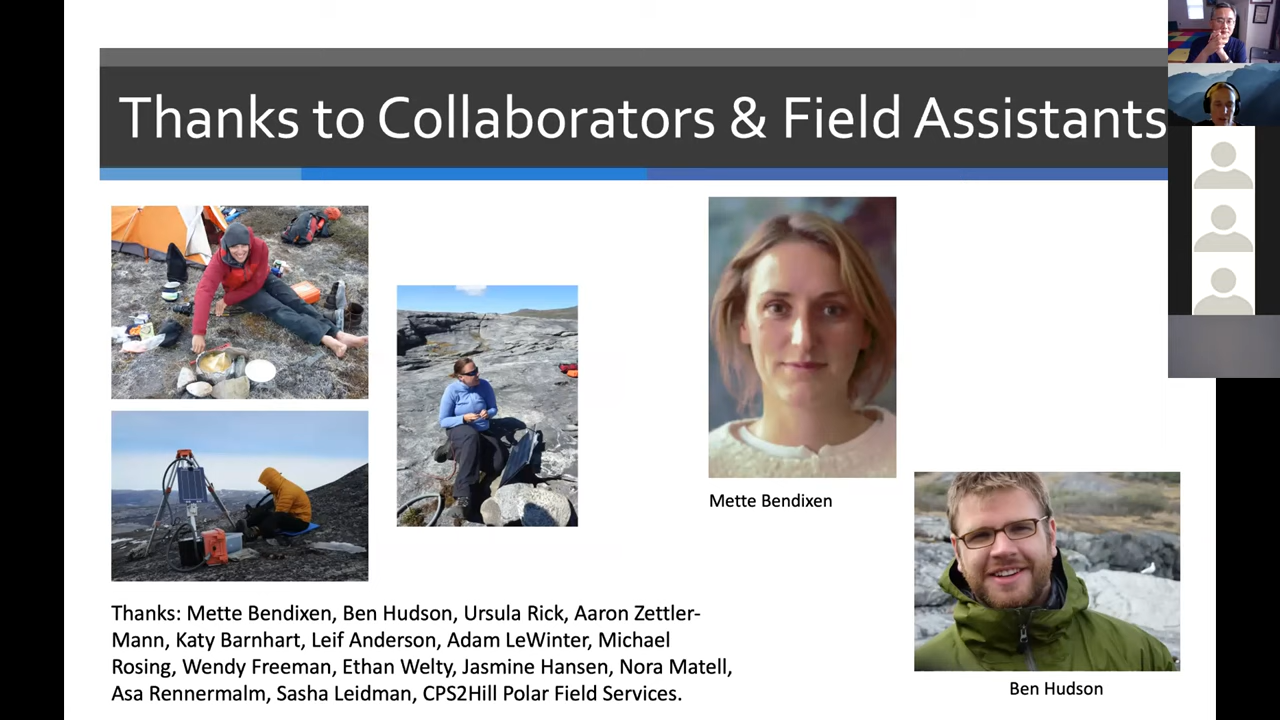 Thanks to Collaborators & Field Assistants
Mette Bendixen
Thanks: Mette Bendixen, Ben Hudson, Ursula Rick, Aaron Zettler-
Mann, Katy Barnhart, Leif Anderson, Adam LeWinter, Michael
Rosing, Wendy Freeman, Ethan Welty, Jasmine Hansen, Nora Matell,
Asa Rennermalm, Sasha Leidman, CPS2Hill Polar Field Services.
Ben Hudson